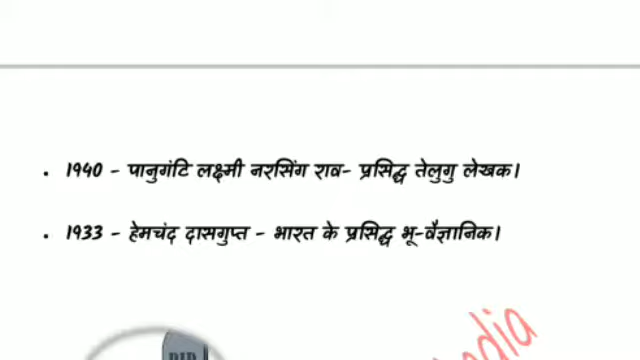 • 1940 - पानुगंटि लक्ष्मी नरसिंग राव- प्रसिद्ध तेलुगु लेखक।
• 1933 - हेमचंद दासगुप्त - भारत के प्रसिद्ध भू-वैज्ञानिक।